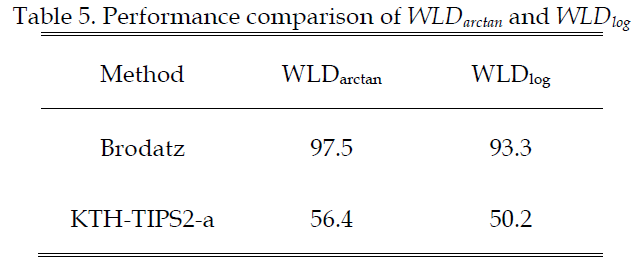 Table 5. Performance comparison of WLDarctan and WLDlog
Method WLDarctan WLDlog
Brodatz 97.5 93.3
KTH-TIPS2-a 56.4 50.2